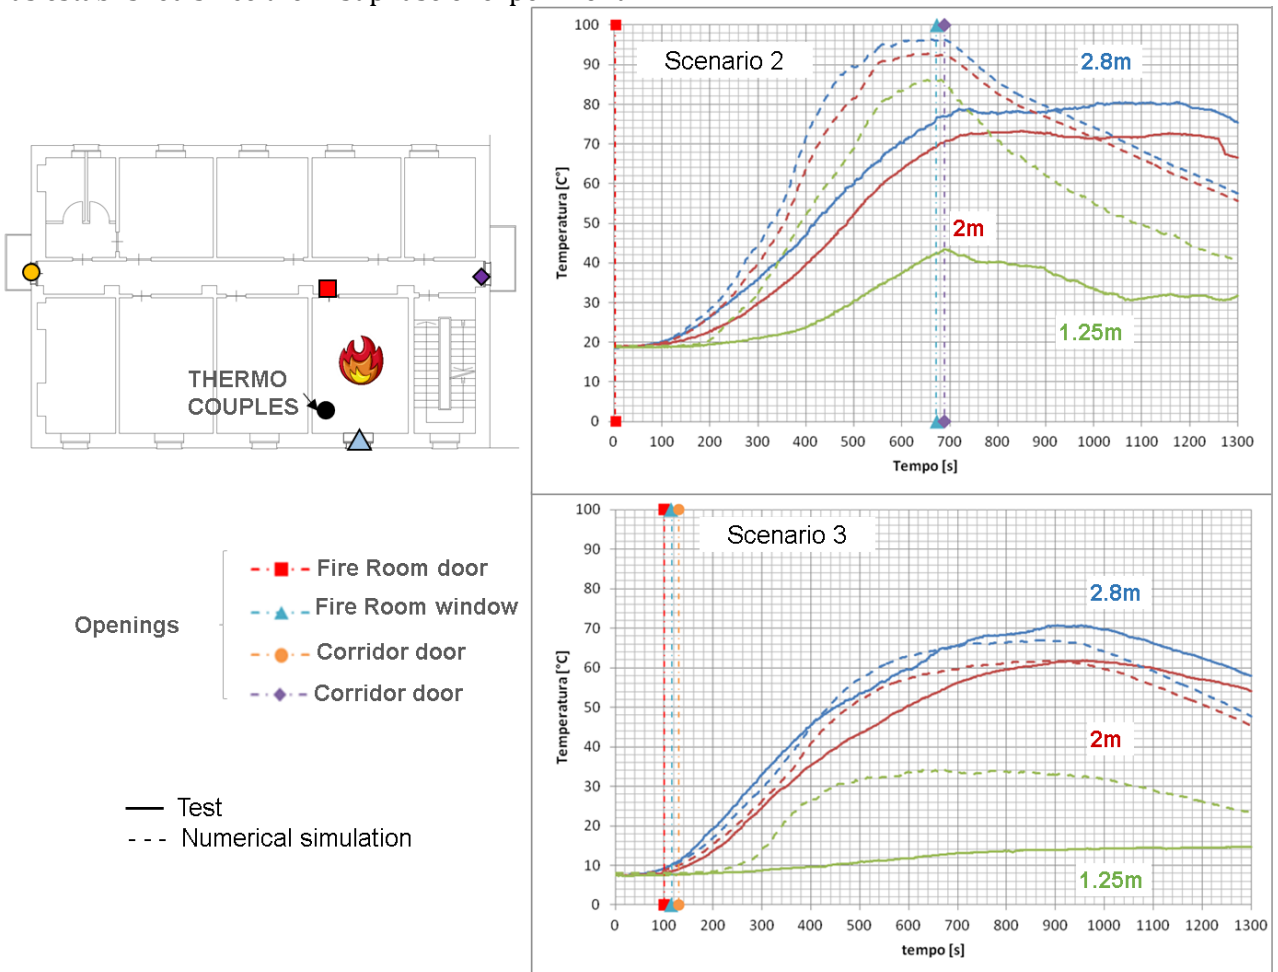 THERMO
COUPLES
Openings
Fire Room door
Fire Room window
Corridor door
Corridor door
Test
Numerical simulation
Scenario 2
2.8m
2m
1.25m
Temperatura [C°]
100
90
80
70
60
50
40
30
20
10
0
0 100 200 300 400 500 600 700 800 900 1000 1100 1200 1300
Tempo [s]
Scenario 3
2.8m
2m
1.25m
Temperatura [°C]
100
90
80
70
60
50
40
30
20
10
0
0 100 200 300 400 500 600 700 800 900 1000 1100 1200 1300
tempo [s]